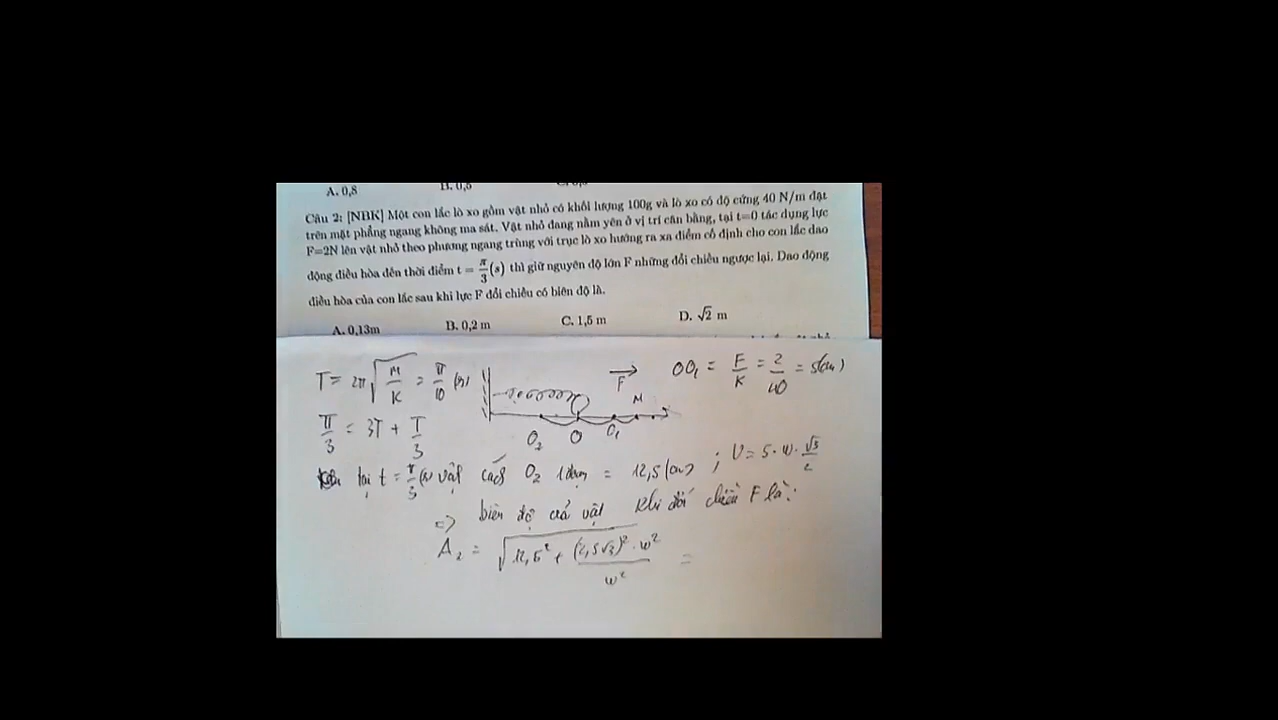 A. 0,8 B. 0,5
Câu 2: [NBK] Một con lắc lò xo gồm vật nhỏ có khối lượng 100g và lò xo có độ cứng 40 N/m đặt
trên mặt phẳng ngang không ma sát. Vật nhỏ đang nằm yên ở vị trí cân bằng, tại t=0 tác dụng lực
F=2N lên vật nhỏ theo phương ngang trùng với trục lò xo hướng ra xa điểm cố định cho con lắc dao
động điều hòa đến thời điểm t = π/3 (s) thì giữ nguyên độ lớn F nhưng đổi chiều ngược lại. Dao động
điều hòa của con lắc sau khi lực F đổi chiều có biên độ là.
A. 0,13m B. 0,2 m C. 1,5 m D. √2 m
T = 2π√(M/K) = π/10 (s)
F M
O₂ O O₁
OO₁ = F/K = 2/40 = 5(cm)
π/3 = 3T + T/3
tại t = π/3 (s) vật cách O₂ 1 đoạn = 12,5 (cm) ; V = 5·w·√3/2
=> biên độ của vật khi đổi chiều F là:
A₂ = √(12,5² + (2,5√3)²·w²/w²) =